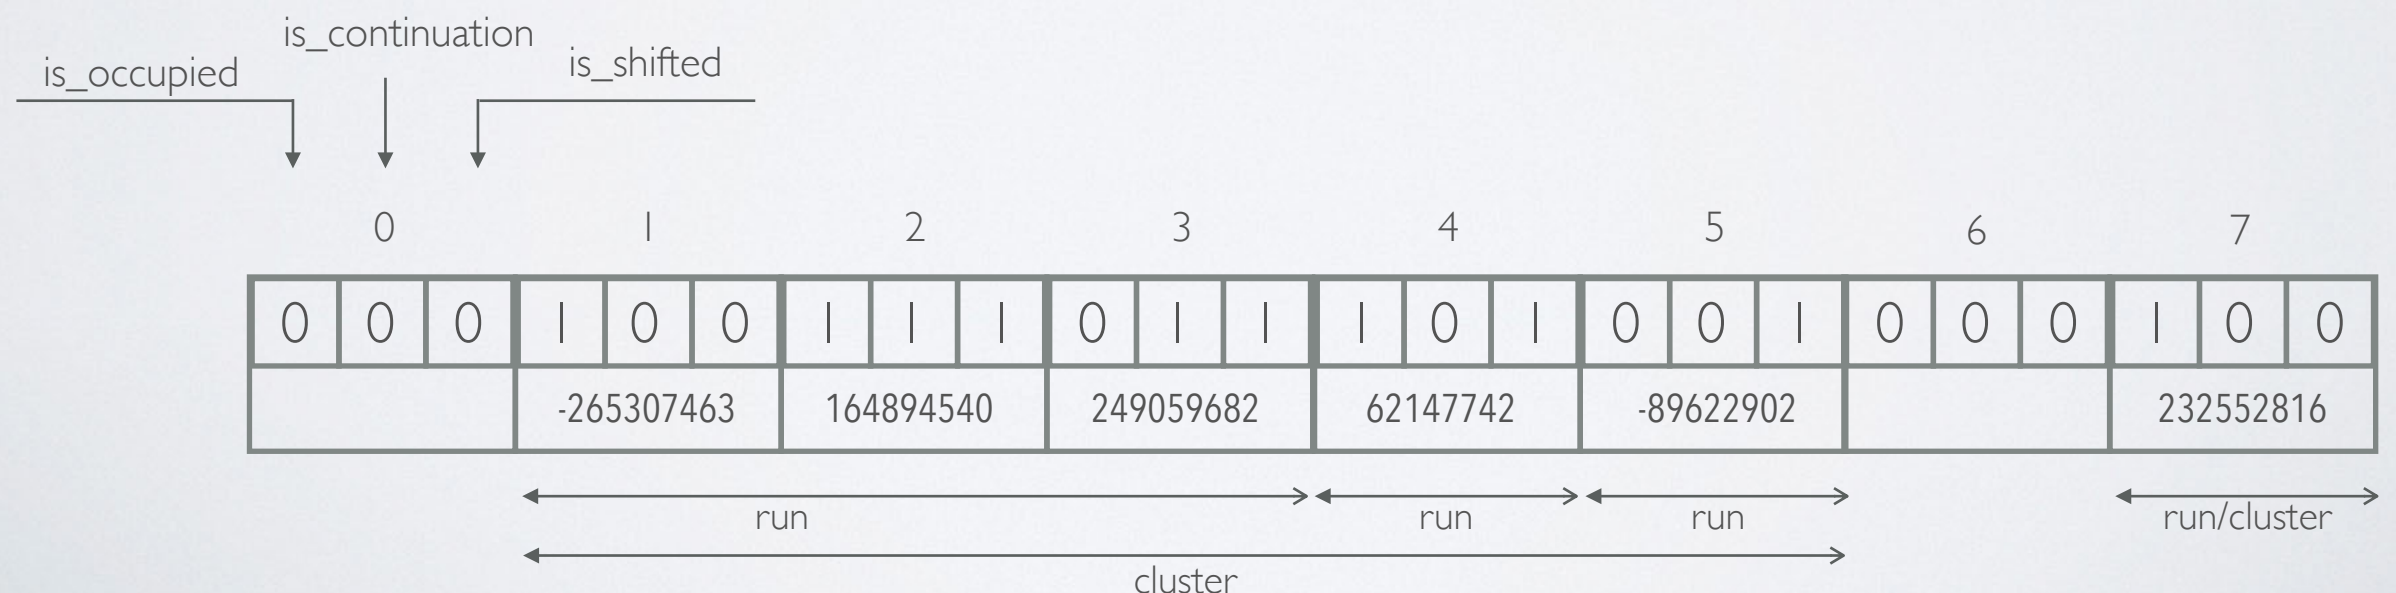 is_continuation
is_occupied
is_shifted
0 1 2 3 4 5 6 7
0 0 0 1 0 0 1 1 1 0 1 1 1 0 1 0 0 1 0 0 0 1 0 0
-265307463 164894540 249059682 62147742 -89622902 232552816
run run run run/cluster
cluster